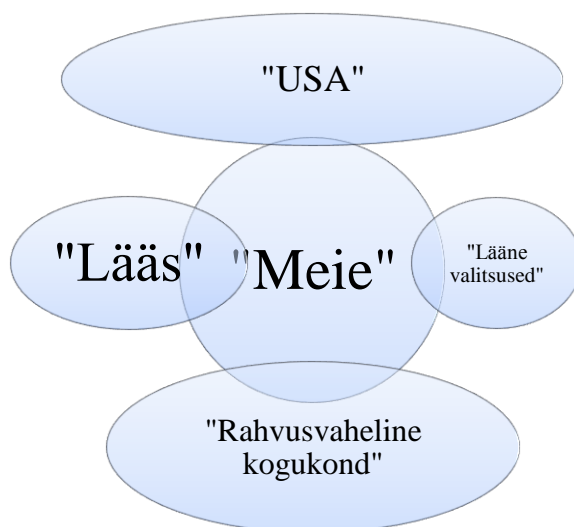 "USA"
"Lääs"
"Meie"
"Lääne
valitsused"
"Rahvusvaheline
kogukond"